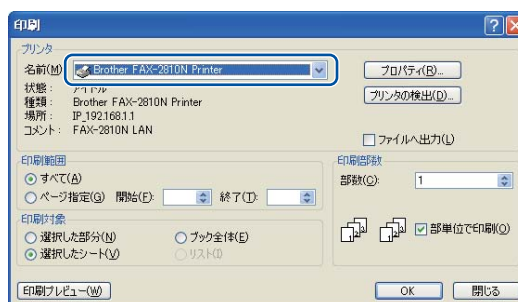 印刷
プリンタ
名前(M): Brother FAX-2810N Printer
プロパティ(R)...
状態： アイドル
種類： Brother FAX-2810N Printer
プリンタの検出(D)...
場所： IP_192.168.1.1
コメント： FAX-2810N LAN
ファイルへ出力(L)
印刷範囲
すべて(A)
ページ指定(G) 開始(F): 終了(T):
印刷部数
部数(C): 1
部単位で印刷(O)
印刷対象
選択した部分(N) ブック全体(E)
選択したシート(V) リスト(I)
印刷プレビュー(W) OK 閉じる